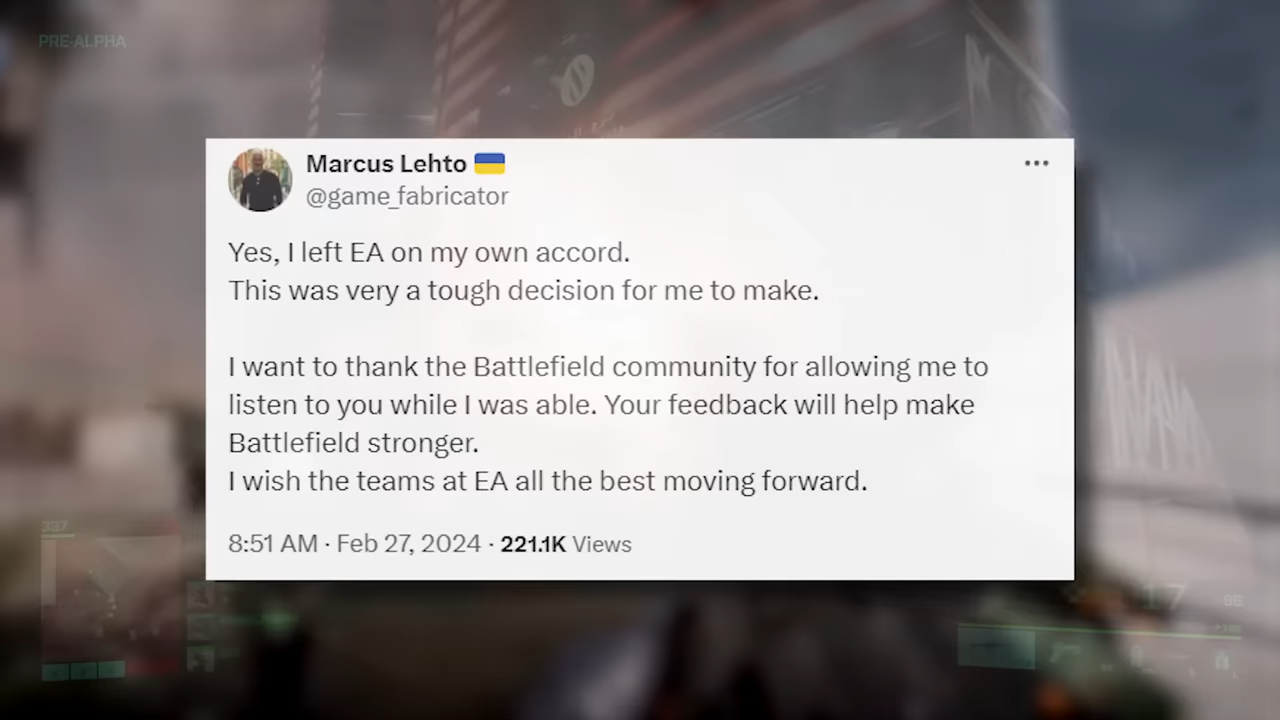 PRE-ALPHA
Marcus Lehto 🇺🇦
@game_fabricator
Yes, I left EA on my own accord.
This was very a tough decision for me to make.
I want to thank the Battlefield community for allowing me to
listen to you while I was able. Your feedback will help make
Battlefield stronger.
I wish the teams at EA all the best moving forward.
8:51 AM · Feb 27, 2024 · 221.1K Views
337
17